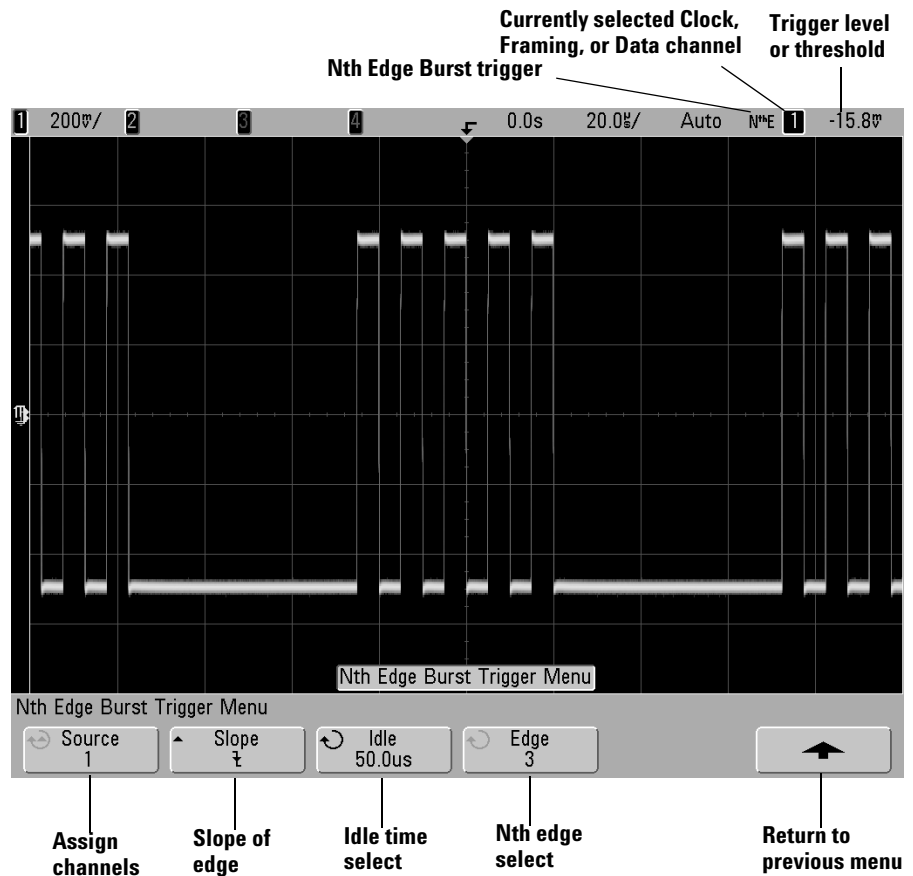 Currently selected Clock,
Framing, or Data channel
Trigger level
or threshold
Nth Edge Burst trigger
1 200mV/ 2 3 4 0.0s 20.0us/ Auto NthE 1 -15.8mV
Nth Edge Burst Trigger Menu
Nth Edge Burst Trigger Menu
Source
1
Slope
Idle
50.0us
Edge
3
Assign
channels
Slope of
edge
Idle time
select
Nth edge
select
Return to
previous menu